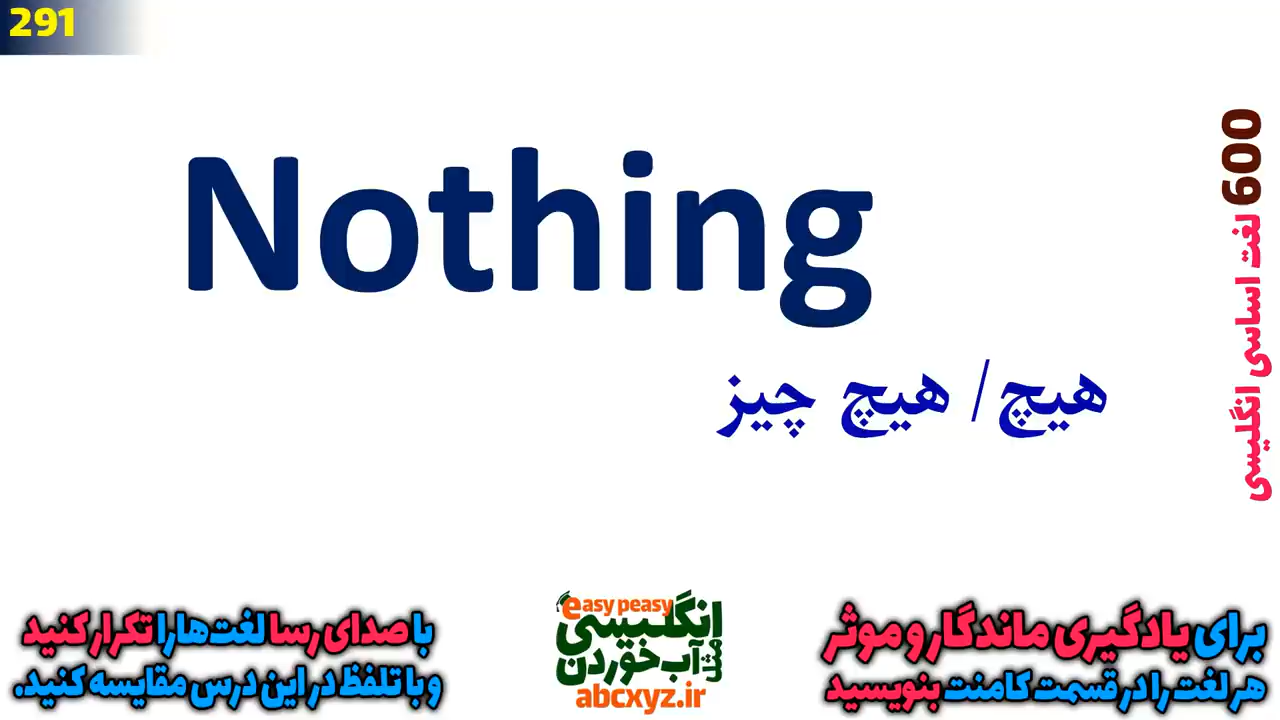 291
Nothing
هیچ/ هیچ چیز
600 لغت اساسی انگلیسی
برای یادگیری ماندگار و موثر
هر لغت را در قسمت کامنت بنویسید
easy peasy
انگلیسی
مثل آب خوردن
abcxyz.ir
با صدای رسا لغت‌ها را تکرار کنید
و با تلفظ در این درس مقایسه کنید.